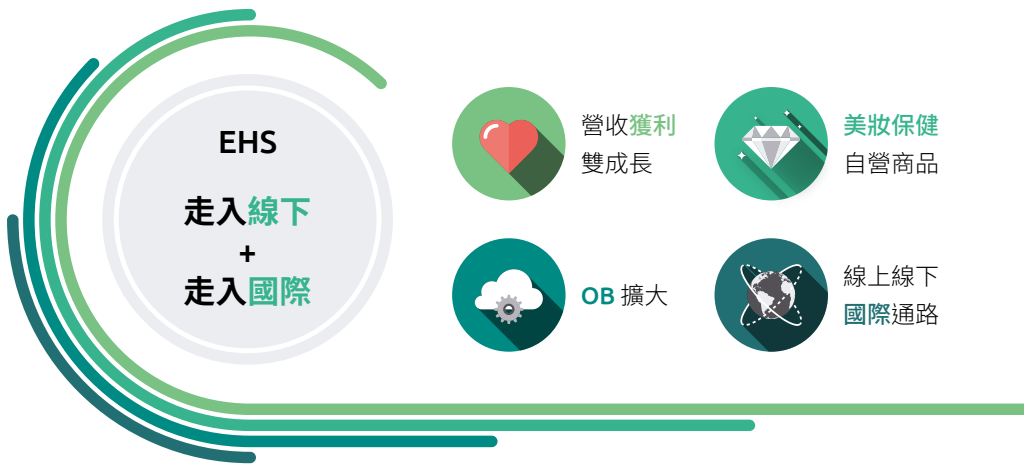 EHS
走入線下
+
走入國際
營收獲利
雙成長
美妝保健
自營商品
OB 擴大
線上線下
國際通路